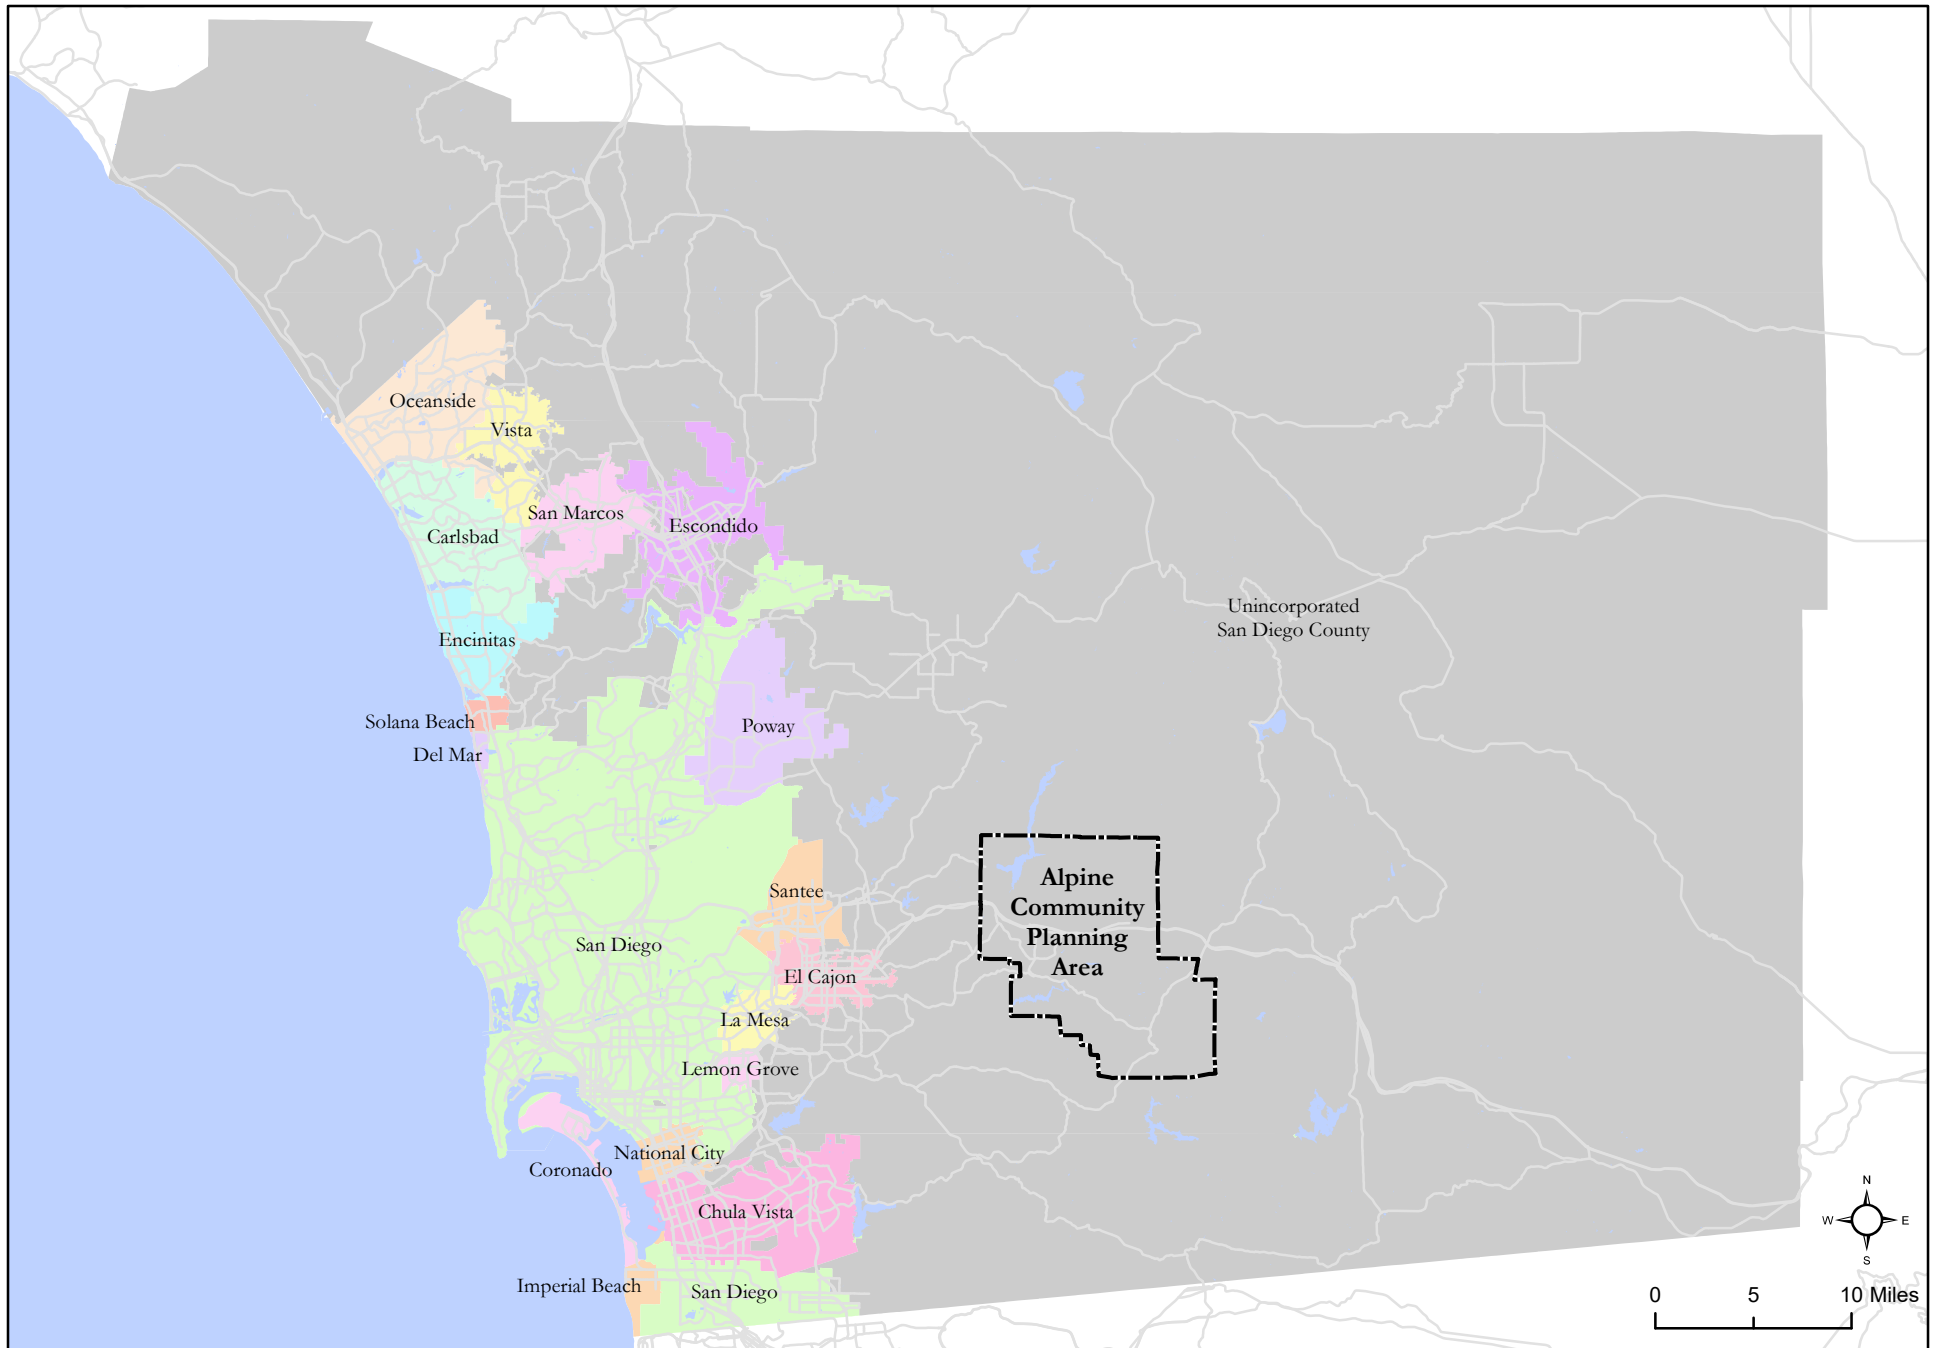 Oceanside
Vista
San Marcos
Escondido
Carlsbad
Unincorporated
San Diego County
Encinitas
Solana Beach
Poway
Del Mar
Alpine
Community
Planning
Area
Santee
San Diego
El Cajon
La Mesa
Lemon Grove
National City
Coronado
Chula Vista
Imperial Beach
San Diego
N
W
E
S
0 5 10 Miles